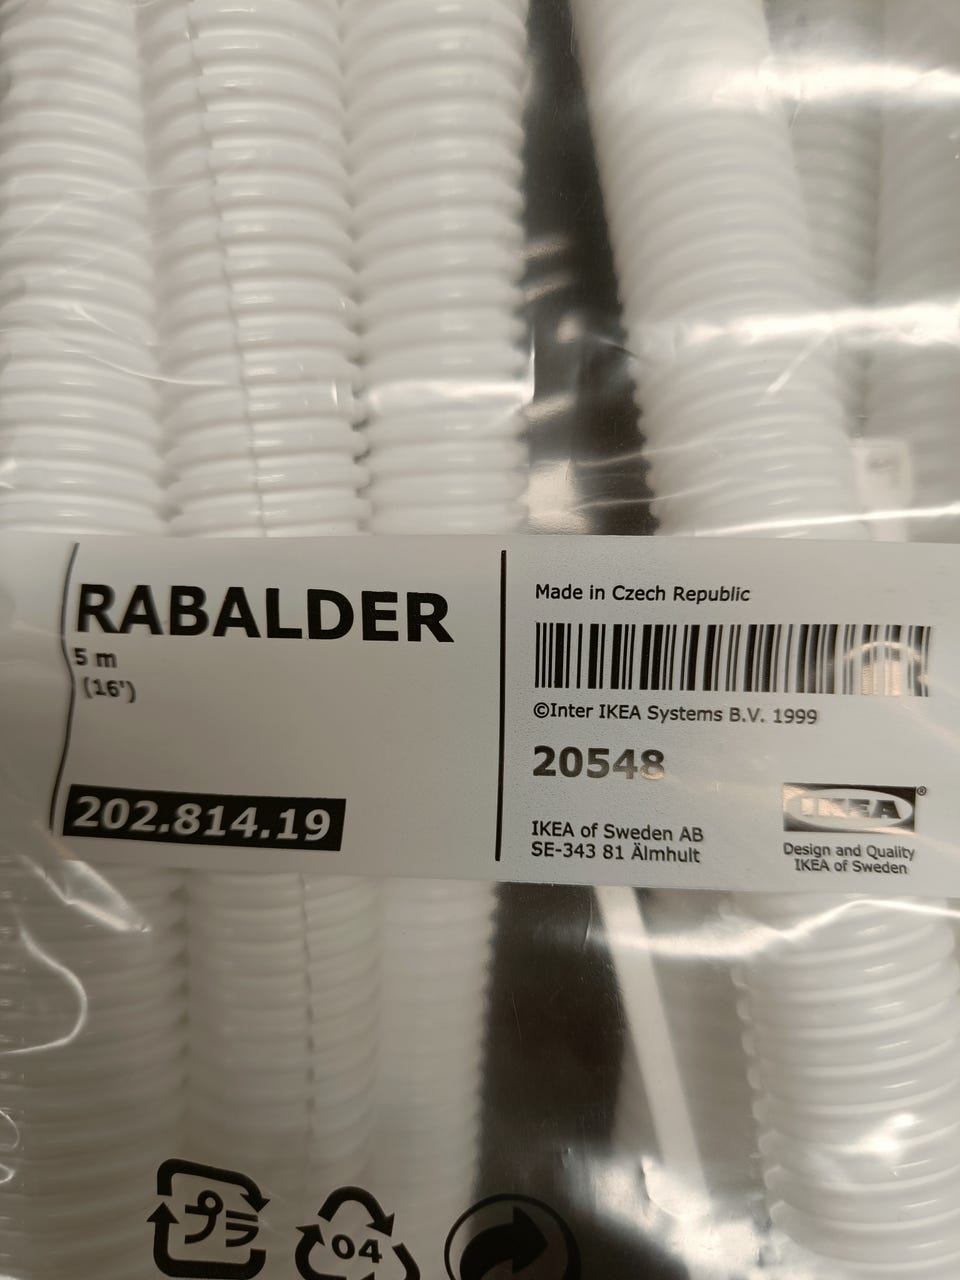 RABALDER
5 m
(16')
202.814.19
Made in Czech Republic
©Inter IKEA Systems B.V. 1999
20548
IKEA®
IKEA of Sweden AB
SE-343 81 Älmhult
Design and Quality
IKEA of Sweden
プラ
04